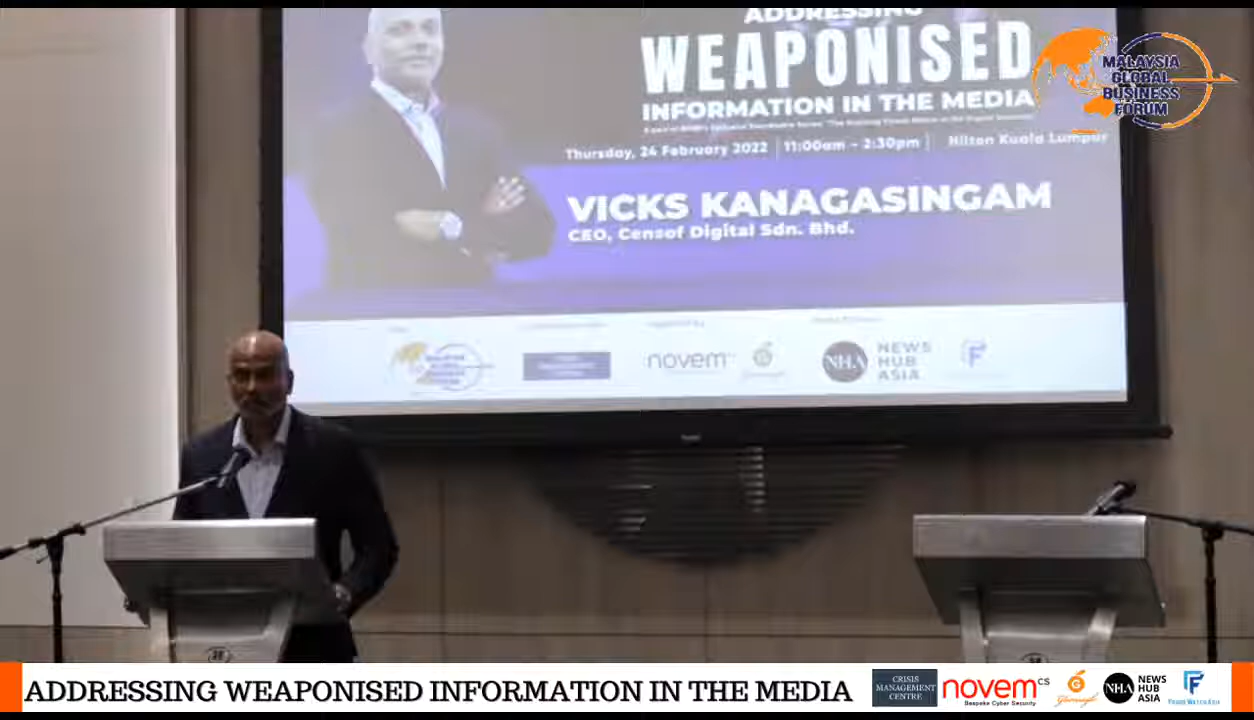 ADDRESSING
WEAPONISED
INFORMATION IN THE MEDIA
Thursday, 24 February 2022 | 11:00am - 2:30pm | Hilton Kuala Lumpur
VICKS KANAGASINGAM
CEO, Censof Digital Sdn. Bhd.
MALAYSIA
GLOBAL
BUSINESS
FORUM
novem
NHA
NEWS
HUB
ASIA
ADDRESSING WEAPONISED INFORMATION IN THE MEDIA
CRISIS
MANAGEMENT
CENTRE
novem CS
Bespoke Cyber Security
NHA
NEWS
HUB
ASIA